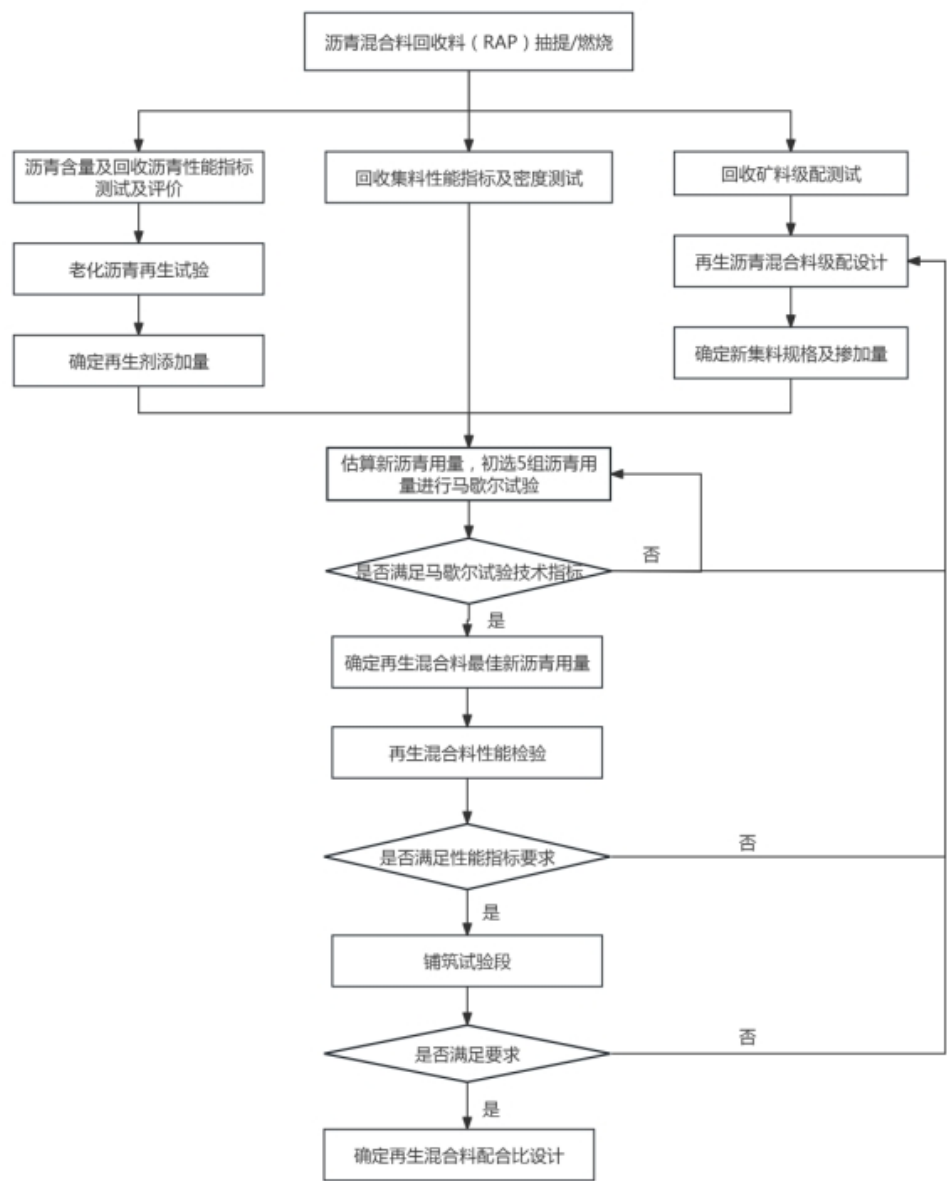 沥青混合料回收料（RAP）抽提/燃烧
沥青含量及回收沥青性能指标
测试及评价
回收集料性能指标及密度测试
回收矿料级配测试
老化沥青再生试验
再生沥青混合料级配设计
确定再生剂添加量
确定新集料规格及掺加量
估算新沥青用量，初选5组沥青用
量进行马歇尔试验
否
是否满足马歇尔试验技术指标
是
确定再生混合料最佳新沥青用量
再生混合料性能检验
否
是否满足性能指标要求
是
铺筑试验段
否
是否满足要求
是
确定再生混合料配合比设计